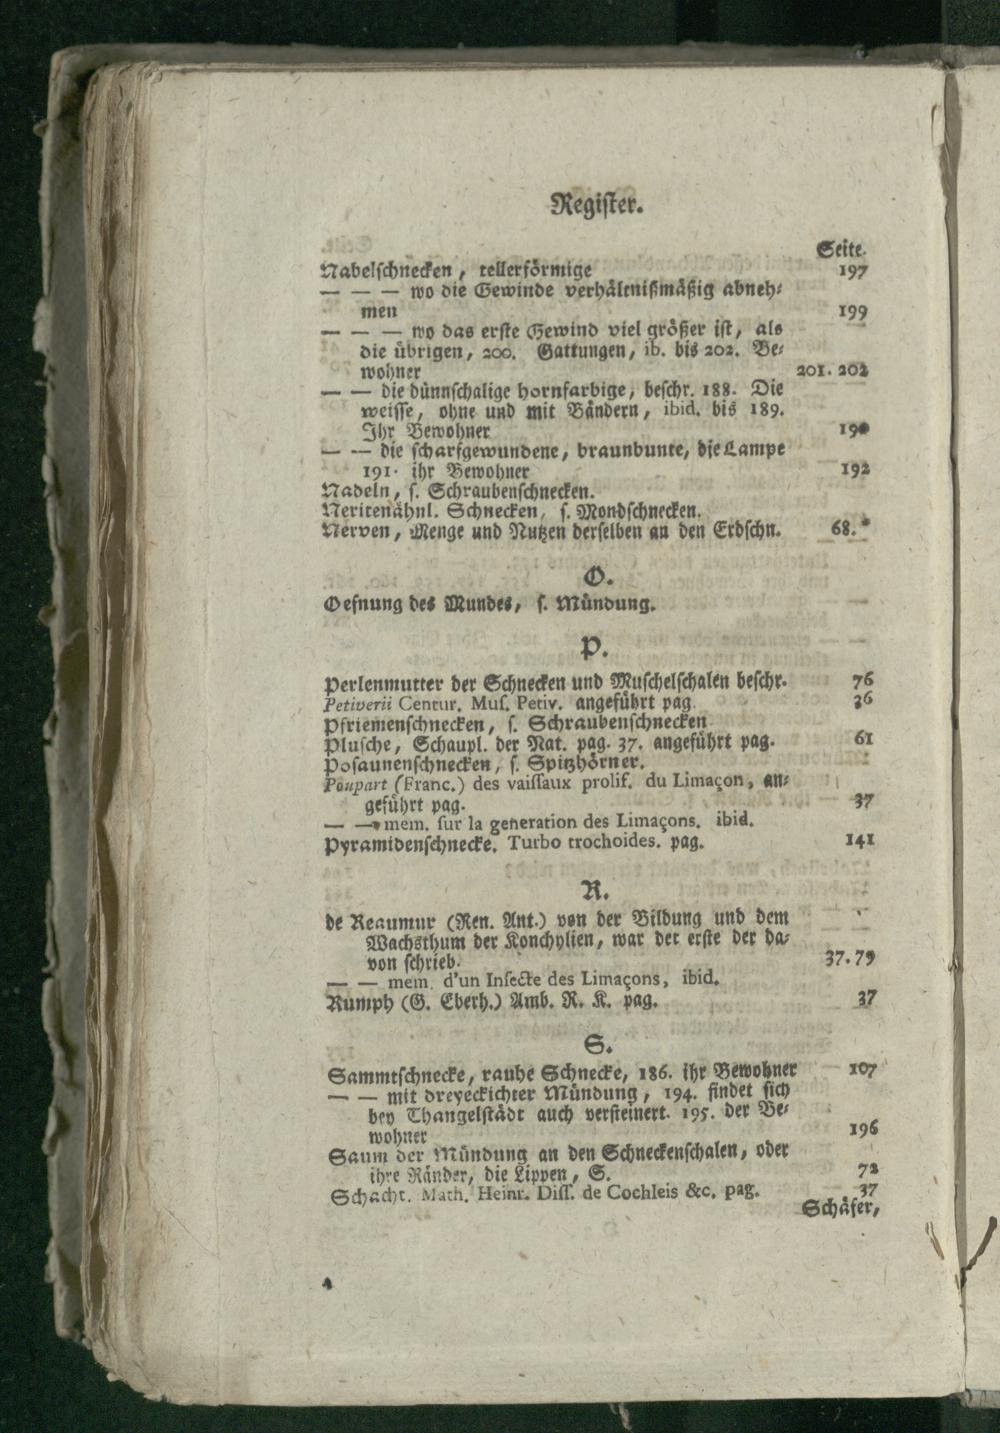 Register.
Seite.
Nabelschnecken, tellerförmige 197
— — — wo die Gewinde verhältnißmäßig abneh-
men 199
— — — wo das erste Gewind viel größer ist, als
die übrigen, 200. Gattungen, ib. bis 202. Be-
wohner 201. 202
— — die dünnschalige hornfarbige, beschr. 188. Die
weisse, ohne und mit Bändern, ibid. bis 189.
Ihr Bewohner 190
— — die scharfgewundene, braunbunte, die Lampe
191. ihr Bewohner 192
Nadeln, s. Schraubenschnecken.
Neritenähnl. Schnecken, s. Mondschnecken.
Nerven, Menge und Nutzen derselben an den Erdschn. 68.*
O.
Oefnung des Mundes, s. Mündung.
P.
Perlenmutter der Schnecken und Muschelschalen beschr. 76
Petiverii Centur. Mus. Petiv. angeführt pag. 36
Pfriemenschnecken, s. Schraubenschnecken
Plusche, Schaupl. der Nat. pag. 37. angeführt pag. 61
Posaunenschnecken, s. Spitzhörner.
Poupart (Franc.) des vaissaux prolif. du Limaçon, an-
geführt pag. 37
— — mem. sur la generation des Limaçons. ibid.
Pyramidenschnecke. Turbo trochoides. pag. 141
R.
de Reaumur (Ren. Ant.) von der Bildung und dem
Wachsthum der Konchylien, war der erste der da-
von schrieb. 37. 79
— — mem. d'un Insecte des Limaçons, ibid.
Rumph (G. Eberh.) Amb. R. K. pag. 37
S.
Sammtschnecke, rauhe Schnecke, 186. ihr Bewohner 107
— — mit dreyeckichter Mündung, 194. findet sich
bey Thangelstädt auch versteinert. 195. der Be-
wohner 196
Saum der Mündung an den Schneckenschalen, oder
ihre Ränder, die Lippen, S. 72
Schacht. Math. Heinr. Diss. de Cochleis &c. pag. 37
Schäfer,